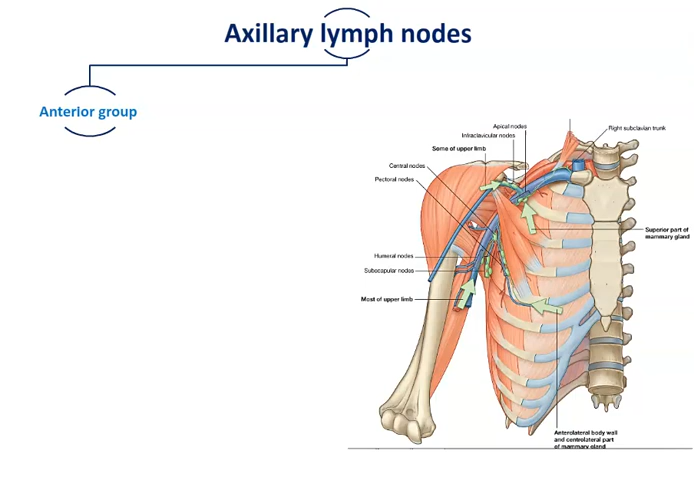 Axillary lymph nodes
Anterior group
Apical nodes
Infraclavicular nodes
Right subclavian trunk
Some of upper limb
Central nodes
Pectoral nodes
Superior part of
mammary gland
Humeral nodes
Subscapular nodes
Most of upper limb
Anterolateral body wall
and centrolateral part
of mammary gland